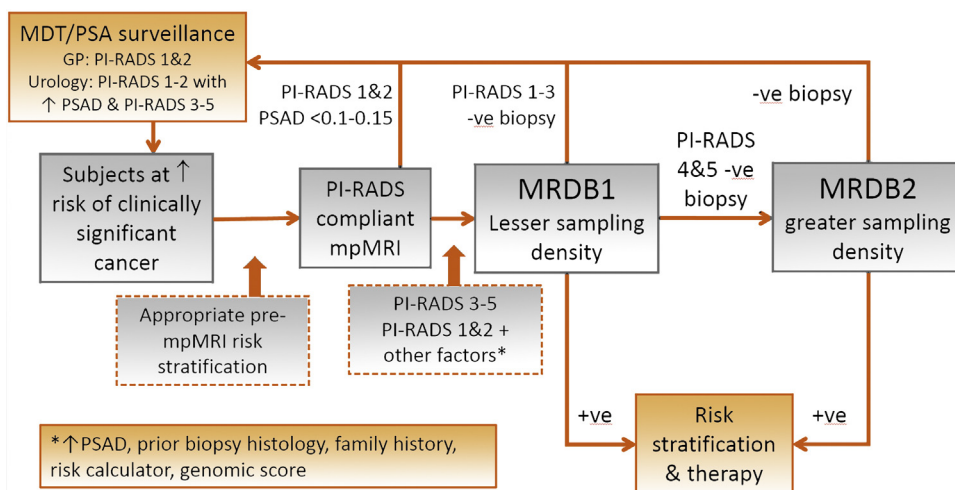 MDT/PSA surveillance
GP: PI-RADS 1&2
Urology: PI-RADS 1-2 with
↑ PSAD & PI-RADS 3-5
PI-RADS 1&2
PSAD <0.1-0.15
PI-RADS 1-3
-ve biopsy
-ve biopsy
PI-RADS
4&5 -ve
biopsy
Subjects at ↑
risk of clinically
significant
cancer
PI-RADS
compliant
mpMRI
MRDB1
Lesser sampling
density
MRDB2
greater sampling
density
Appropriate pre-
mpMRI risk
stratification
PI-RADS 3-5
PI-RADS 1&2 +
other factors*
+ve
Risk
stratification
& therapy
+ve
*↑PSAD, prior biopsy histology, family history,
risk calculator, genomic score